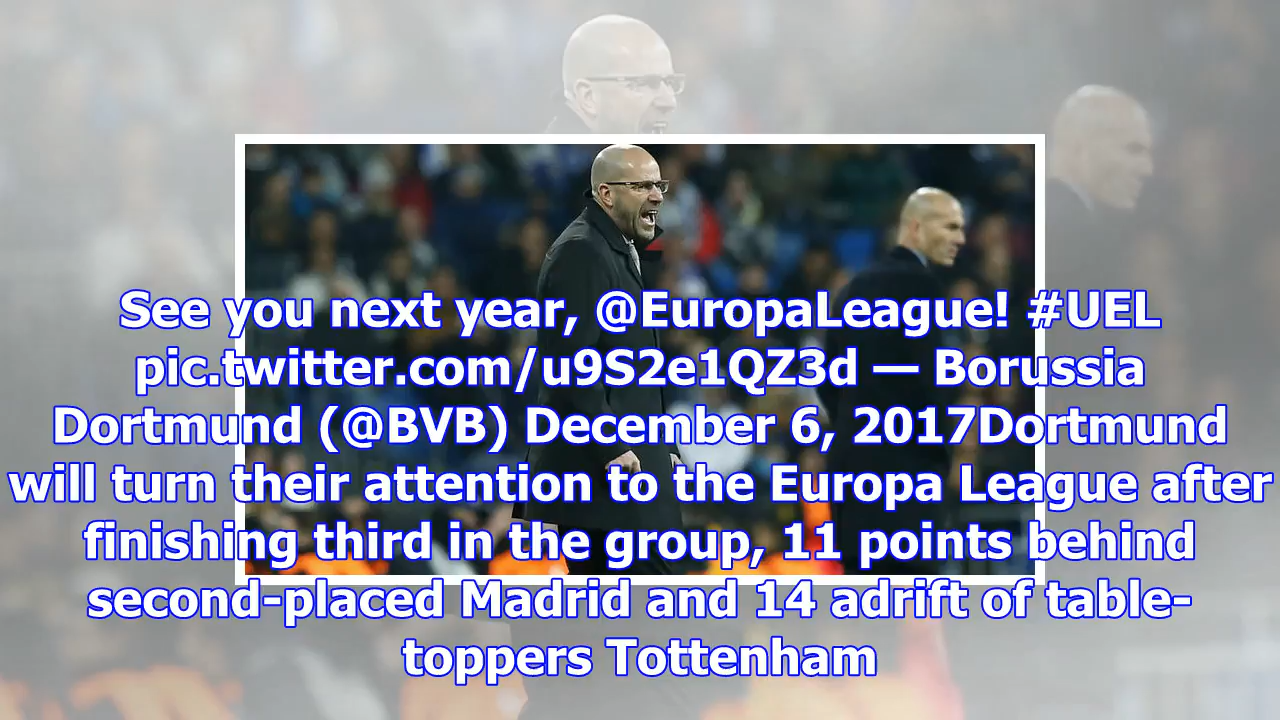 See you next year, @EuropaLeague! #UEL
pic.twitter.com/u9S2e1QZ3d — Borussia
Dortmund (@BVB) December 6, 2017Dortmund
will turn their attention to the Europa League after
finishing third in the group, 11 points behind
second-placed Madrid and 14 adrift of table-
toppers Tottenham